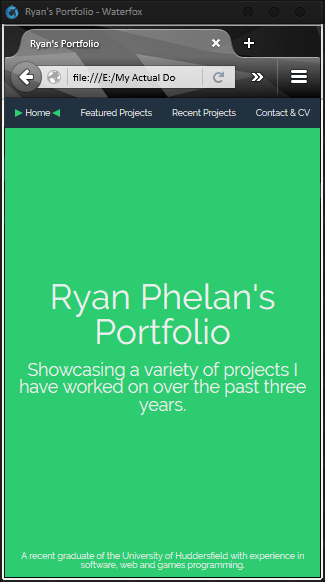 Ryan's Portfolio - Waterfox
Ryan's Portfolio
file:///E:/My Actual Do
Home Featured Projects Recent Projects Contact & CV
Ryan Phelan's
Portfolio
Showcasing a variety of projects I
have worked on over the past three
years.
A recent graduate of the University of Huddersfield with experience in
software, web and games programming.